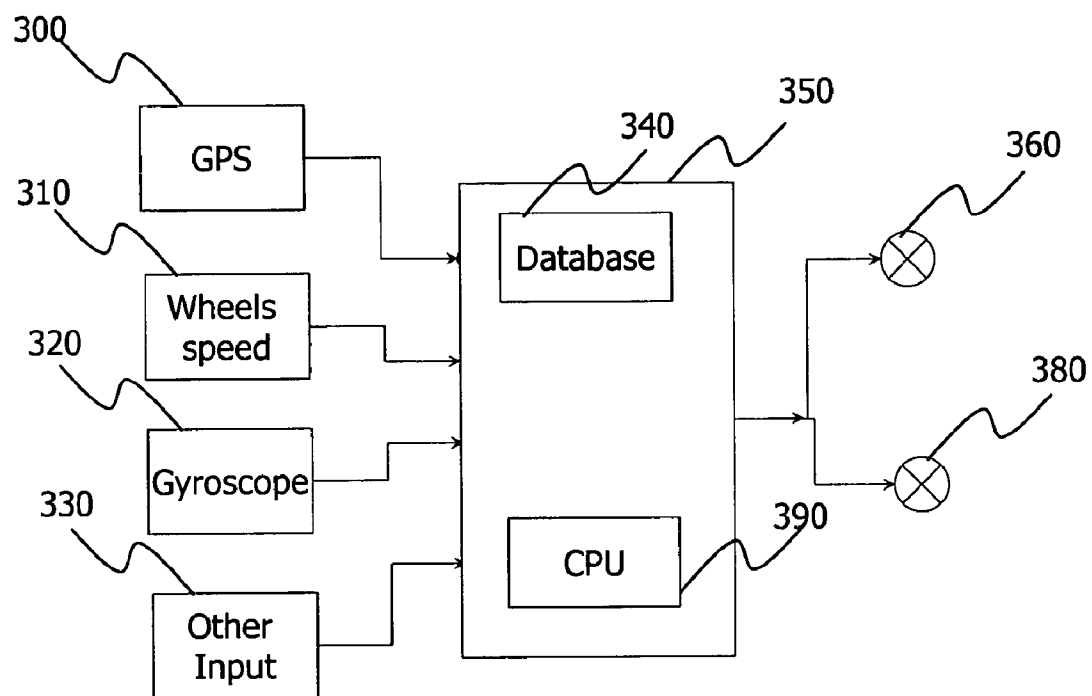 300
GPS
310
Wheels
speed
320
Gyroscope
330
Other
Input
340
350
Database
CPU
390
360
380